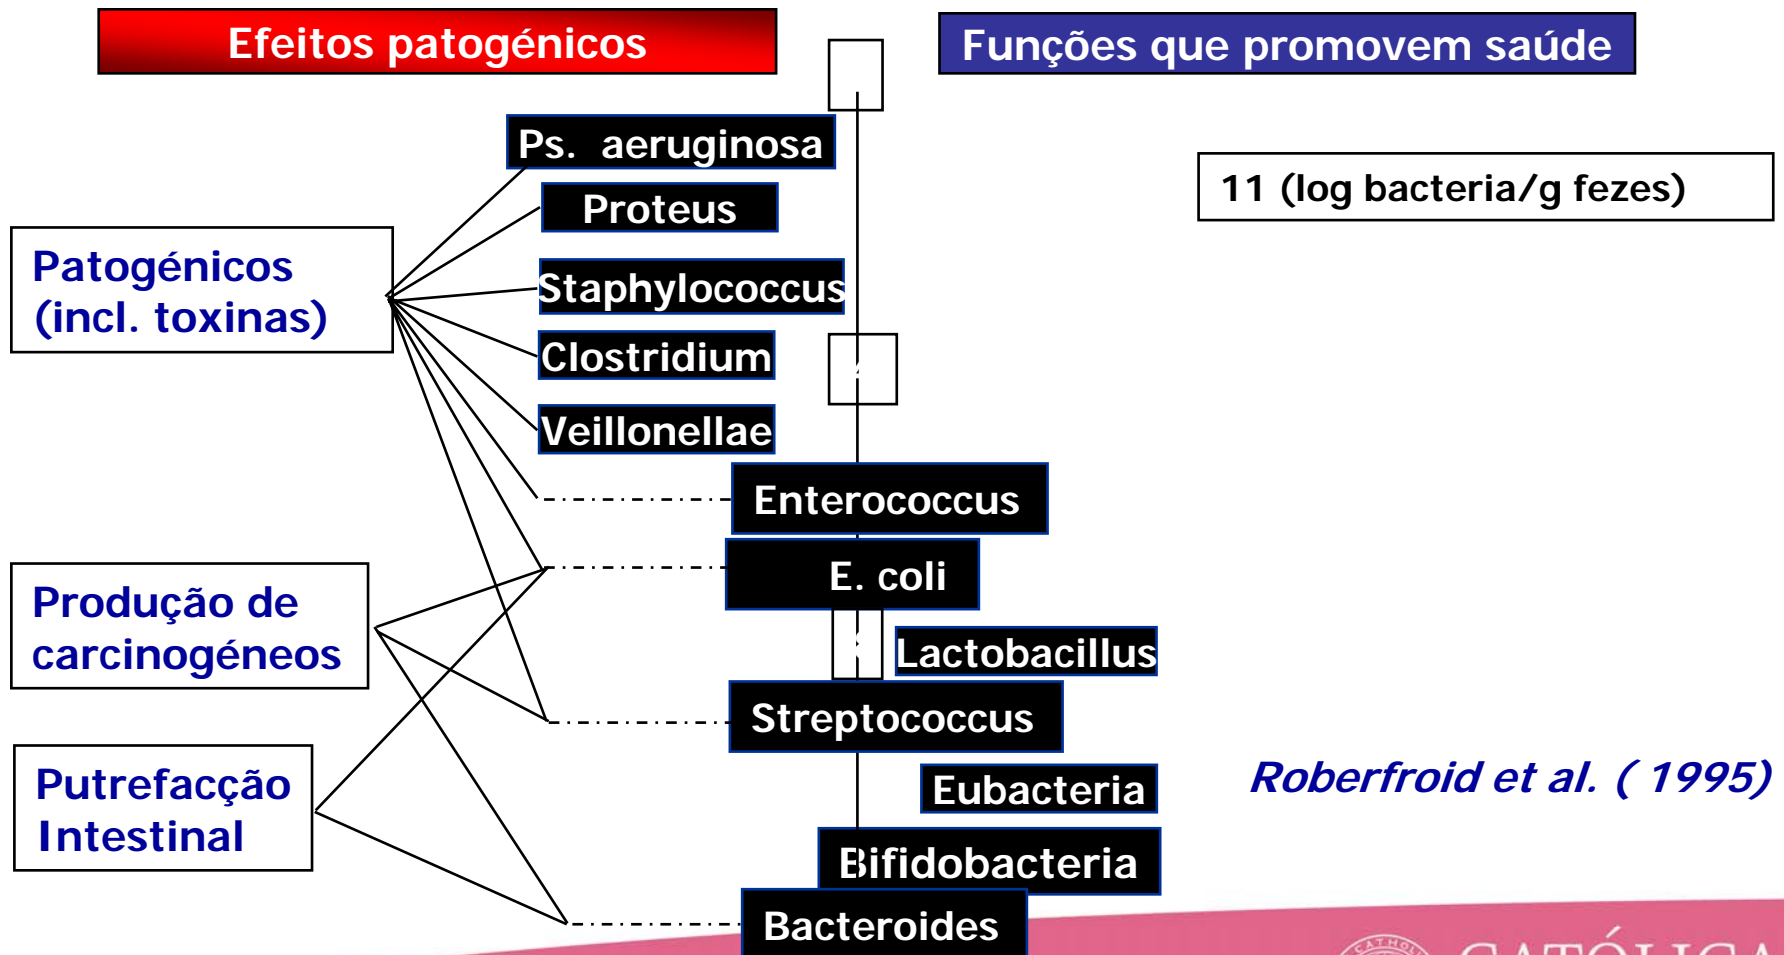 Efeitos patogénicos
Funções que promovem saúde
Ps. aeruginosa
11 (log bacteria/g fezes)
Proteus
Patogénicos
(incl. toxinas)
Staphylococcus
Clostridium
Veillonellae
Enterococcus
E. coli
Produção de
carcinogéneos
Lactobacillus
Streptococcus
Putrefacção
Intestinal
Eubacteria
Roberfroid et al. ( 1995)
Bifidobacteria
Bacteroides